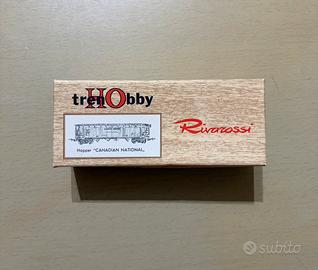 trenHObby
Rivarossi
Hopper "CANADIAN NATIONAL"
subito